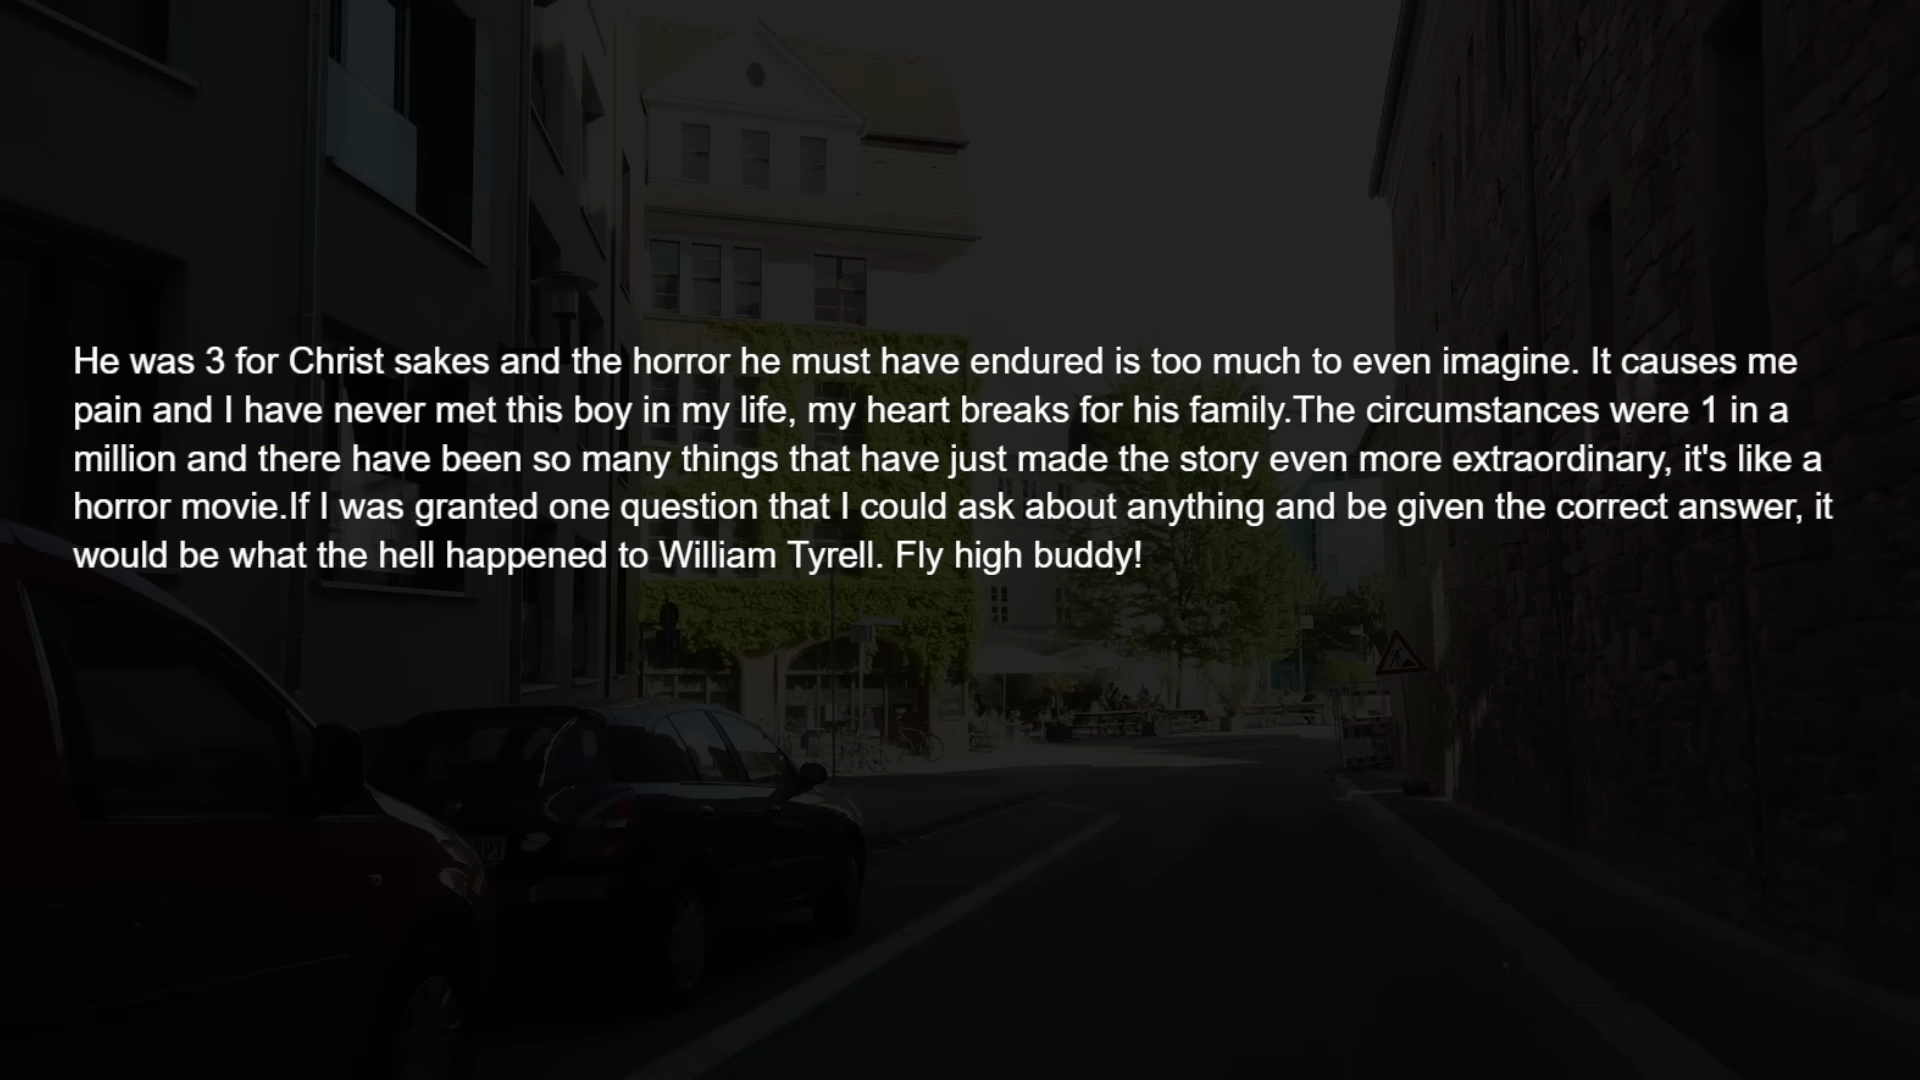 He was 3 for Christ sakes and the horror he must have endured is too much to even imagine. It causes me
pain and I have never met this boy in my life, my heart breaks for his family.The circumstances were 1 in a
million and there have been so many things that have just made the story even more extraordinary, it's like a
horror movie.If I was granted one question that I could ask about anything and be given the correct answer, it
would be what the hell happened to William Tyrell. Fly high buddy!